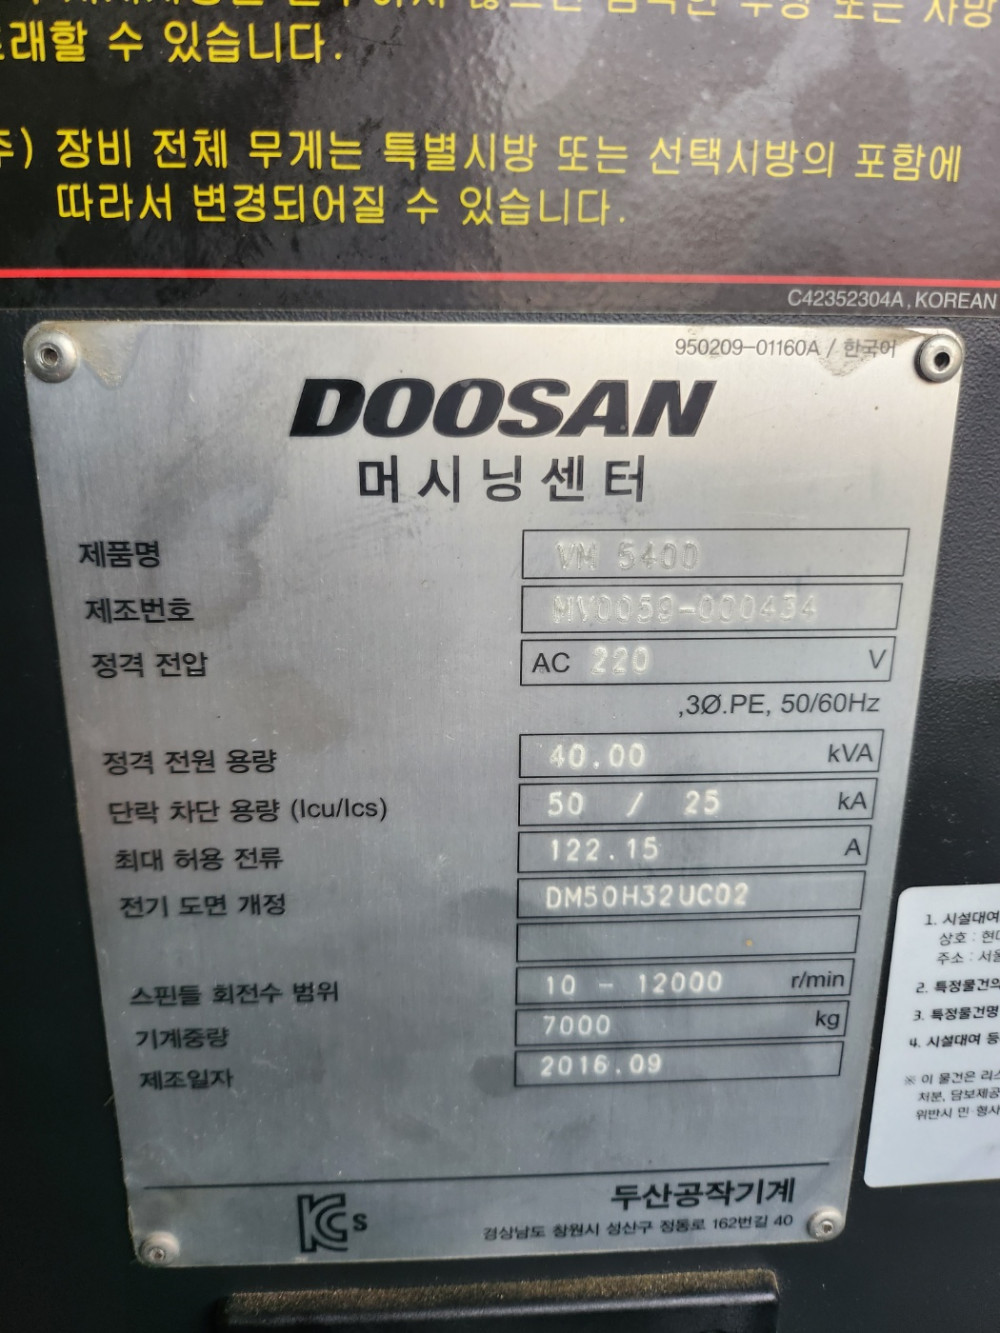 래할 수 있습니다.
주) 장비 전체 무게는 특별시방 또는 선택시방의 포함에
따라서 변경되어질 수 있습니다.
C42352304A, KOREAN
950209-01160A / 한국어
DOOSAN
머시닝센터
제품명 VM 5400
제조번호 MV0059-000434
정격 전압 AC 220 V
,3Ø.PE, 50/60Hz
정격 전원 용량 40.00 kVA
단락 차단 용량 (Icu/Ics) 50 / 25 kA
최대 허용 전류 122.15 A
전기 도면 개정 DM50H32UC02
스핀들 회전수 범위 10 - 12000 r/min
기계중량 7000 kg
제조일자 2016.09
두산공작기계
KCs
경상남도 창원시 성산구 정동로 162번길 40
1. 시설대여
상호 : 현대
주소 : 서울
2. 특정물건의
3. 특정물건명
4. 시설대여 등
※ 이 물건은 리스
처분, 담보제공
위반시 민·형사